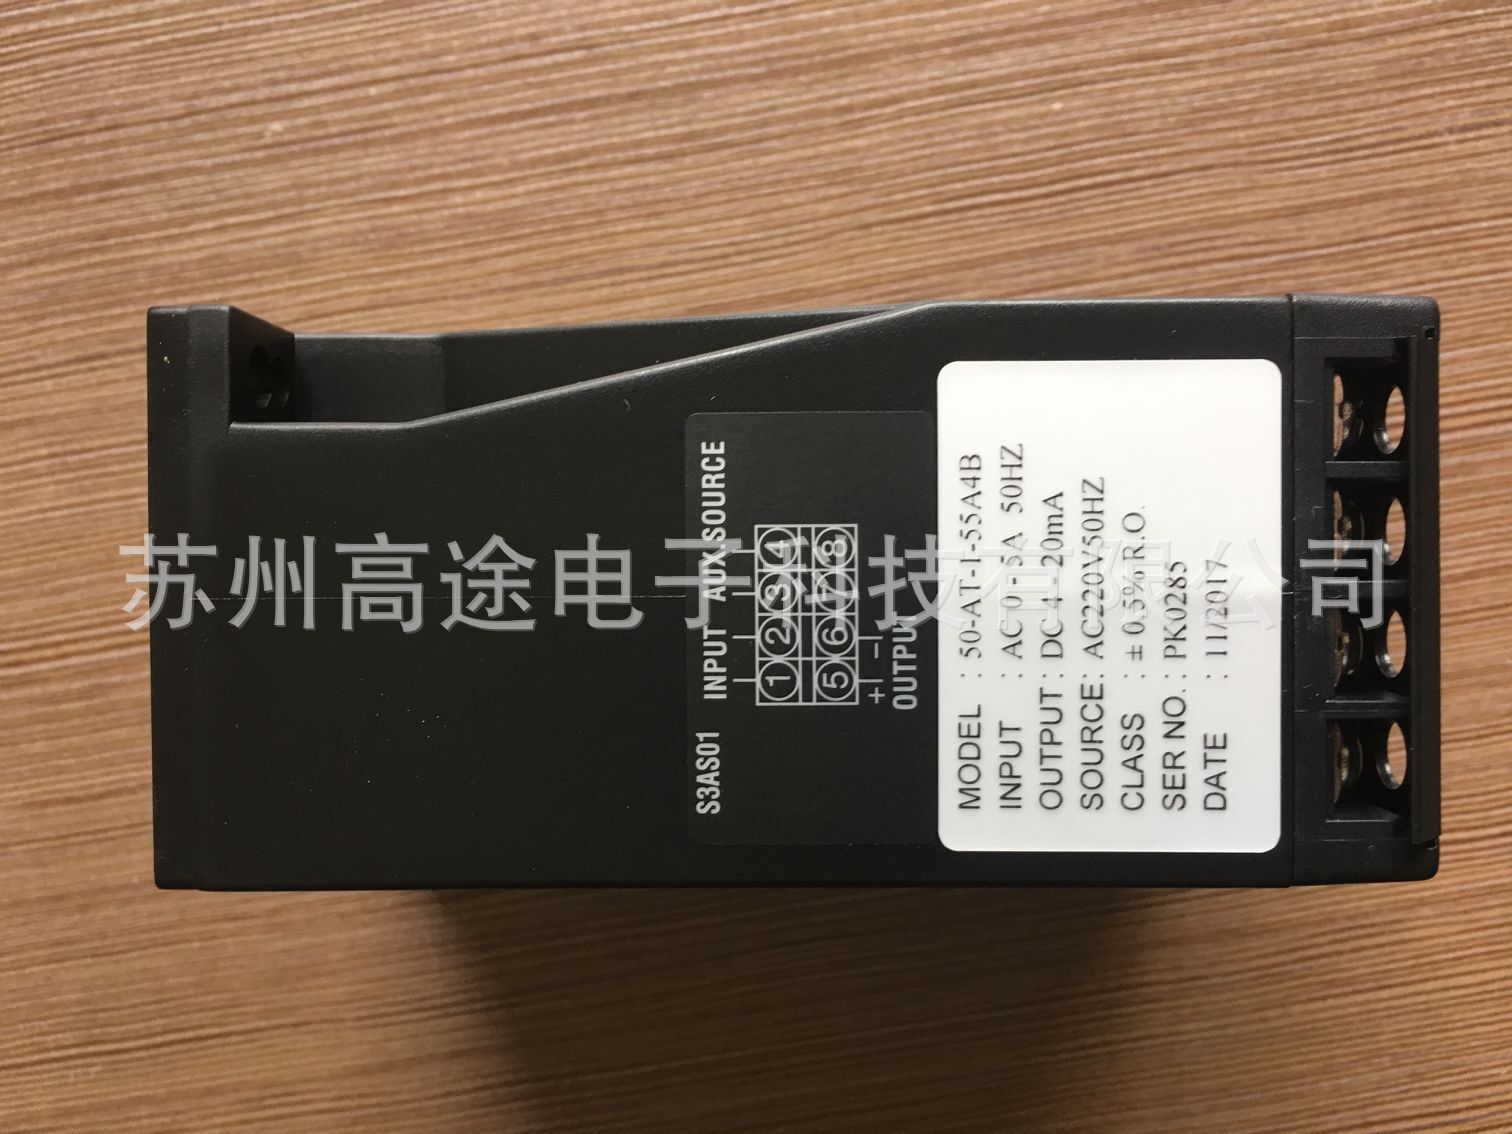 苏州高途电子科技有限公司
S3AS01 INPUT AUX.SOURCE
1 2 3 4
5 6 7 8
+ −
OUTPUT
MODEL : 50-AT-1-55A4B
INPUT : AC 0 - 5A 50HZ
OUTPUT : DC 4 - 20mA
SOURCE : AC220V50HZ
CLASS : ± 0.5% R.O.
SER NO. : PK0285
DATE : 11/2017